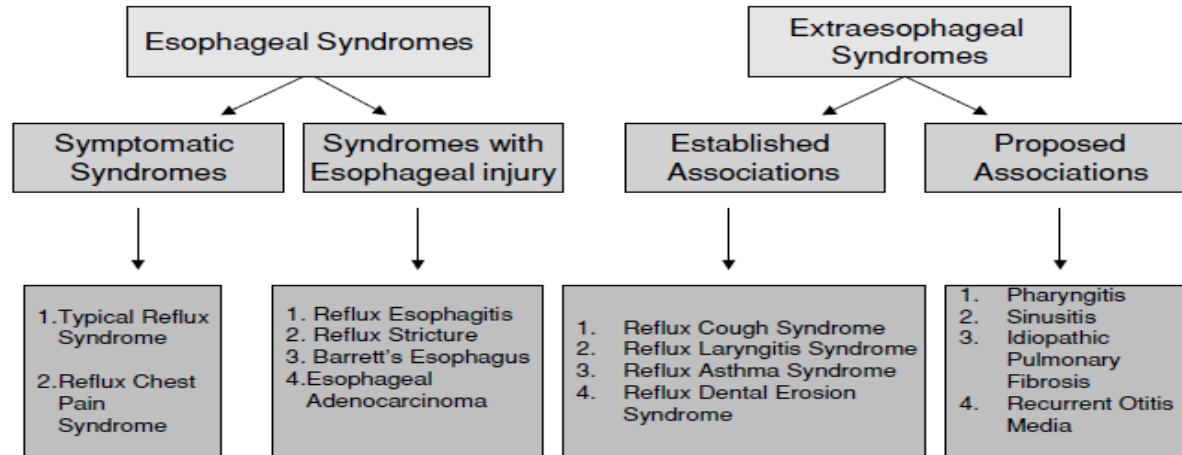 Esophageal Syndromes
Extraesophageal
Syndromes
Symptomatic
Syndromes
Syndromes with
Esophageal injury
Established
Associations
Proposed
Associations
1.Typical Reflux
Syndrome
2.Reflux Chest
Pain
Syndrome
1. Reflux Esophagitis
2. Reflux Stricture
3. Barrett's Esophagus
4.Esophageal
Adenocarcinoma
1. Reflux Cough Syndrome
2. Reflux Laryngitis Syndrome
3. Reflux Asthma Syndrome
4. Reflux Dental Erosion
Syndrome
1. Pharyngitis
2. Sinusitis
3. Idiopathic
Pulmonary
Fibrosis
4. Recurrent Otitis
Media